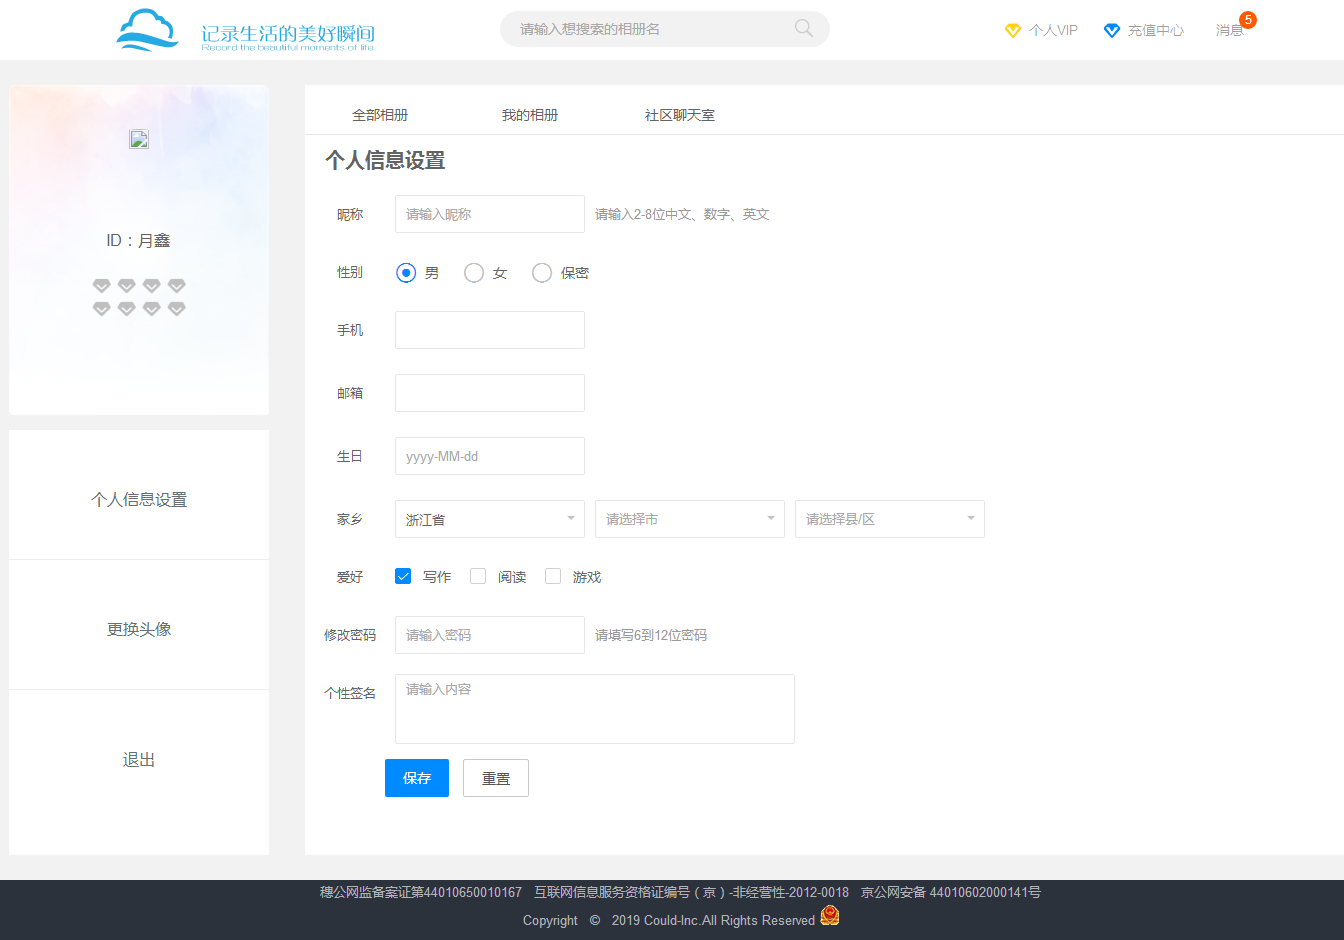 记录生活的美好瞬间
Record the beautiful moments of life
请输入想搜索的相册名
个人VIP
充值中心
消息
5
ID：月鑫
个人信息设置
更换头像
退出
全部相册 我的相册 社区聊天室
个人信息设置
昵称 请输入昵称 请输入2-8位中文、数字、英文
性别 男 女 保密
手机
邮箱
生日 yyyy-MM-dd
家乡 浙江省 请选择市 请选择县/区
爱好 写作 阅读 游戏
修改密码 请输入密码 请填写6到12位密码
个性签名 请输入内容
保存 重置
穗公网监备案证第44010650010167 互联网信息服务资格证编号（京）-非经营性-2012-0018 京公网安备 44010602000141号
Copyright © 2019 Could-Inc.All Rights Reserved